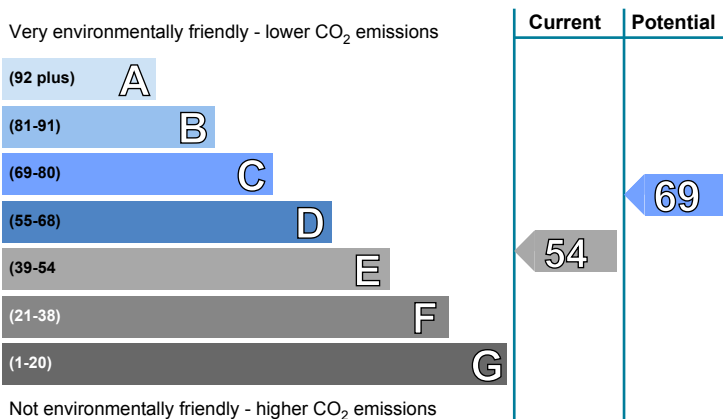 Very environmentally friendly - lower CO2 emissions
Current
Potential
(92 plus) A
(81-91) B
(69-80) C
(55-68) D
(39-54 E
(21-38) F
(1-20) G
54
69
Not environmentally friendly - higher CO2 emissions